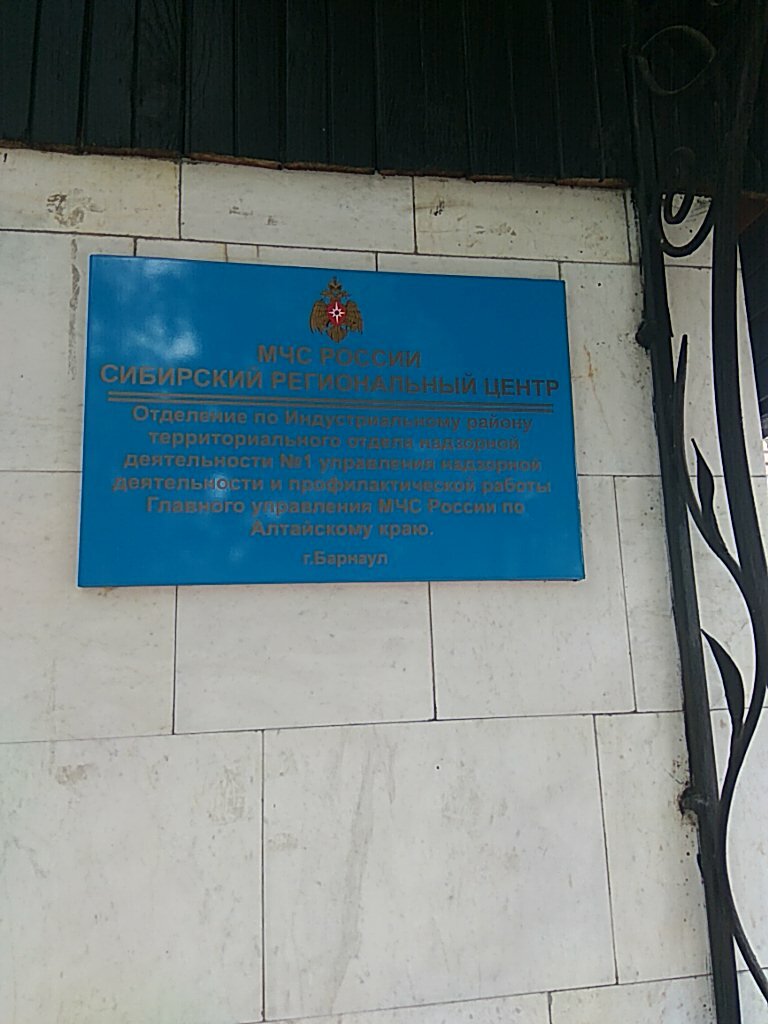 МЧС РОССИИ
СИБИРСКИЙ РЕГИОНАЛЬНЫЙ ЦЕНТР
Отделение по Индустриальному району
территориального отдела надзорной
деятельности №1 управления надзорной
деятельности и профилактической работы
Главного управления МЧС России по
Алтайскому краю.
г.Барнаул